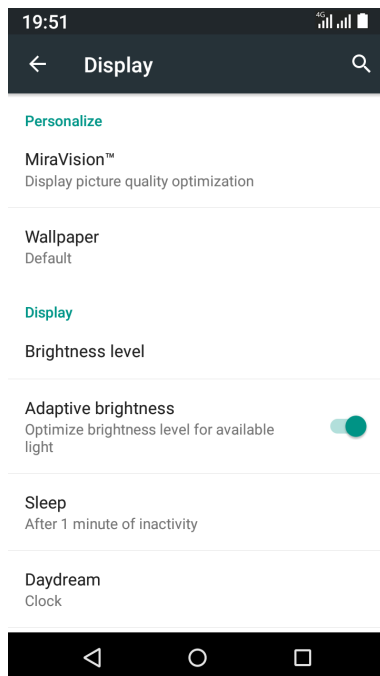 19:51
4G
Display
Personalize
MiraVision™
Display picture quality optimization
Wallpaper
Default
Display
Brightness level
Adaptive brightness
Optimize brightness level for available
light
Sleep
After 1 minute of inactivity
Daydream
Clock